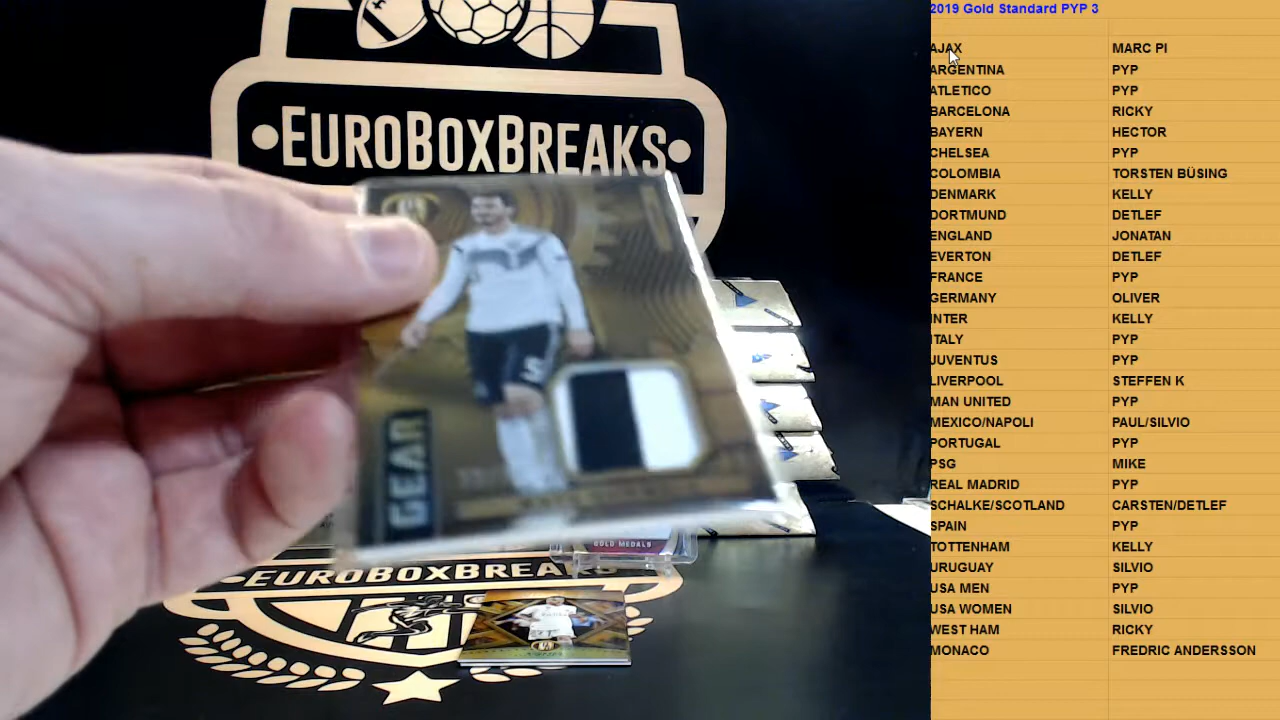 2019 Gold Standard PYP 3
EUROBOXBREAKS
AJAX MARC PI
ARGENTINA PYP
ATLETICO PYP
BARCELONA RICKY
BAYERN HECTOR
CHELSEA PYP
COLOMBIA TORSTEN BÜSING
DENMARK KELLY
DORTMUND DETLEF
ENGLAND JONATAN
EVERTON DETLEF
FRANCE PYP
GERMANY OLIVER
INTER KELLY
ITALY PYP
JUVENTUS PYP
LIVERPOOL STEFFEN K
MAN UNITED PYP
MEXICO/NAPOLI PAUL/SILVIO
PORTUGAL PYP
PSG MIKE
REAL MADRID PYP
SCHALKE/SCOTLAND CARSTEN/DETLEF
SPAIN PYP
TOTTENHAM KELLY
URUGUAY SILVIO
USA MEN PYP
USA WOMEN SILVIO
WEST HAM RICKY
MONACO FREDRIC ANDERSSON
GEAR
5
GOLD MEDALS
EUROBOXBREAKS